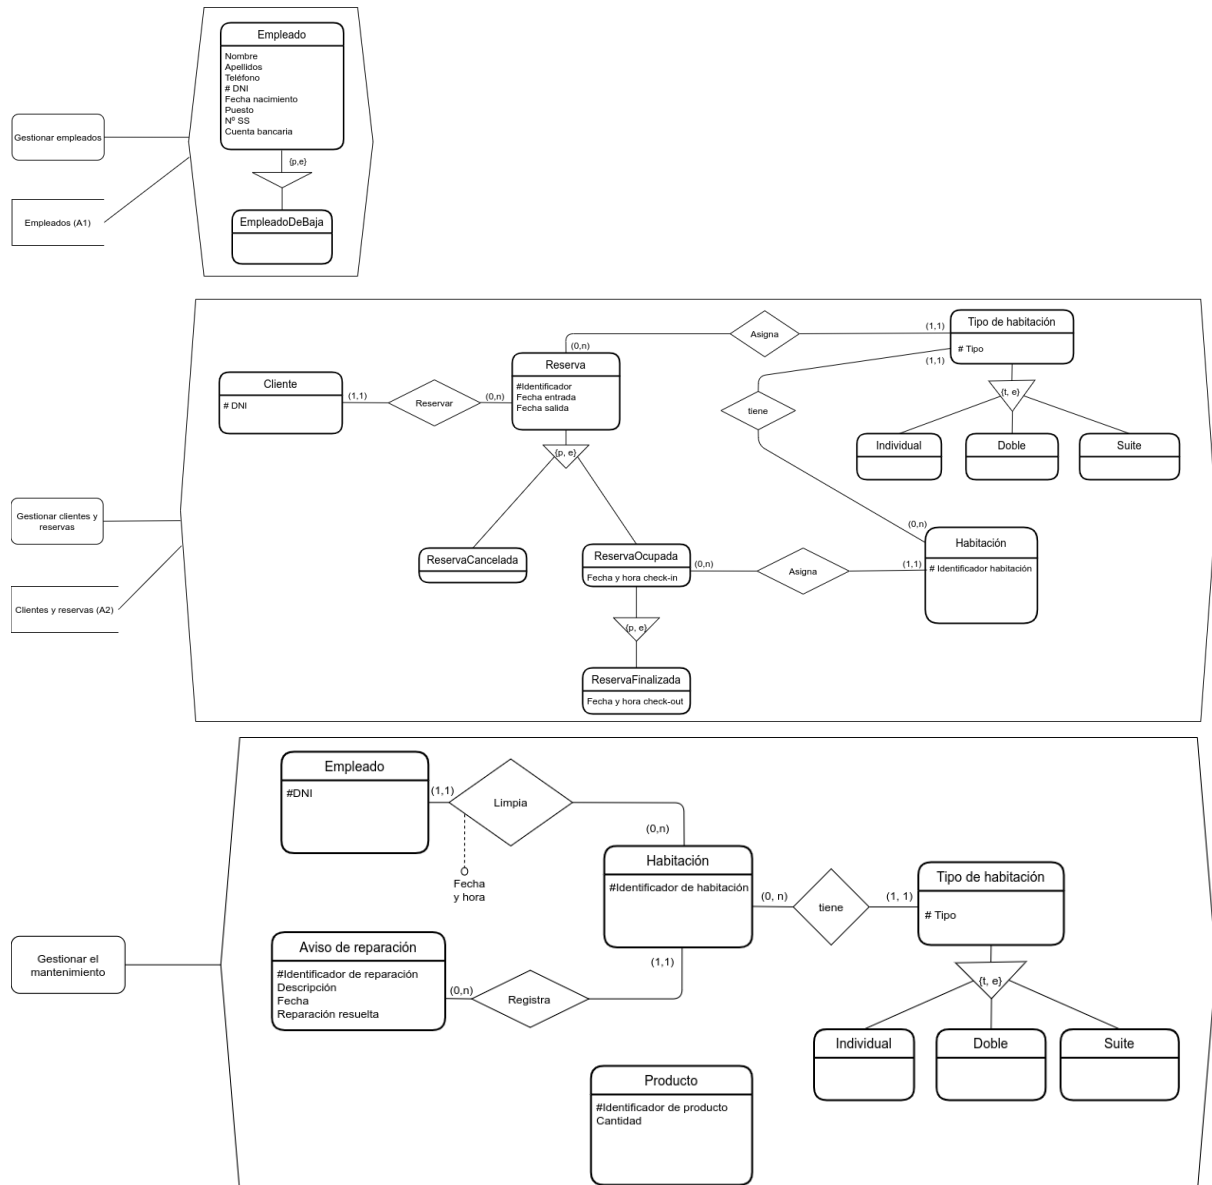 Empleado
Nombre
Apellidos
Teléfono
# DNI
Fecha nacimiento
Puesto
Nº SS
Cuenta bancaria
Gestionar empleados
{p,e}
Empleados (A1)
EmpleadoDeBaja
Asigna
(1,1)
Tipo de habitación
# Tipo
(0,n)
(1,1)
Reserva
#Identificador
Fecha entrada
Fecha salida
Cliente
# DNI
(1,1)
Reservar
(0,n)
tiene
{t, e}
Individual
Doble
Suite
{p, e}
Gestionar clientes y
reservas
(0,n)
Habitación
# Identificador habitación
ReservaCancelada
ReservaOcupada
Fecha y hora check-in
(0,n)
Asigna
(1,1)
Clientes y reservas (A2)
{p, e}
ReservaFinalizada
Fecha y hora check-out
Empleado
#DNI
(1,1)
Limpia
(0,n)
Fecha
y hora
Habitación
#Identificador de habitación
(0, n)
tiene
(1, 1)
Tipo de habitación
# Tipo
Gestionar el
mantenimiento
Aviso de reparación
#Identificador de reparación
Descripción
Fecha
Reparación resuelta
(0,n)
Registra
(1,1)
{t, e}
Individual
Doble
Suite
Producto
#Identificador de producto
Cantidad